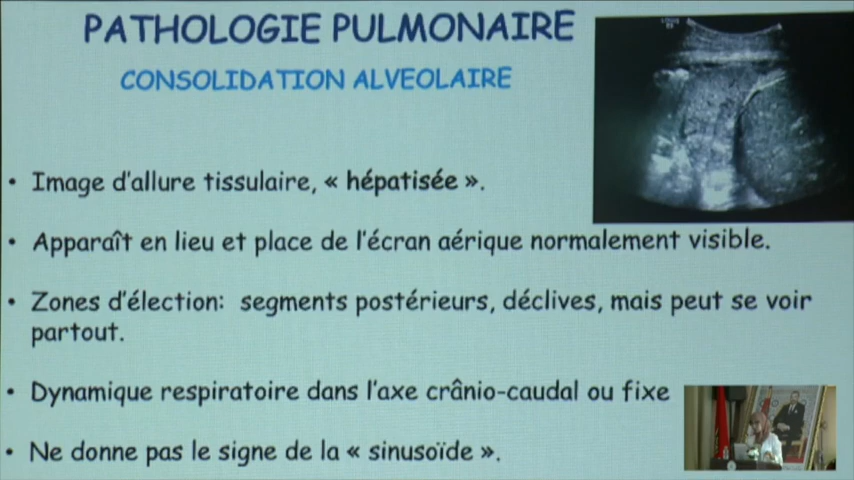 PATHOLOGIE PULMONAIRE
CONSOLIDATION ALVEOLAIRE
• Image d'allure tissulaire, « hépatisée ».
• Apparaît en lieu et place de l'écran aérique normalement visible.
• Zones d'élection: segments postérieurs, déclives, mais peut se voir
partout.
• Dynamique respiratoire dans l'axe crânio-caudal ou fixe
• Ne donne pas le signe de la « sinusoïde ».